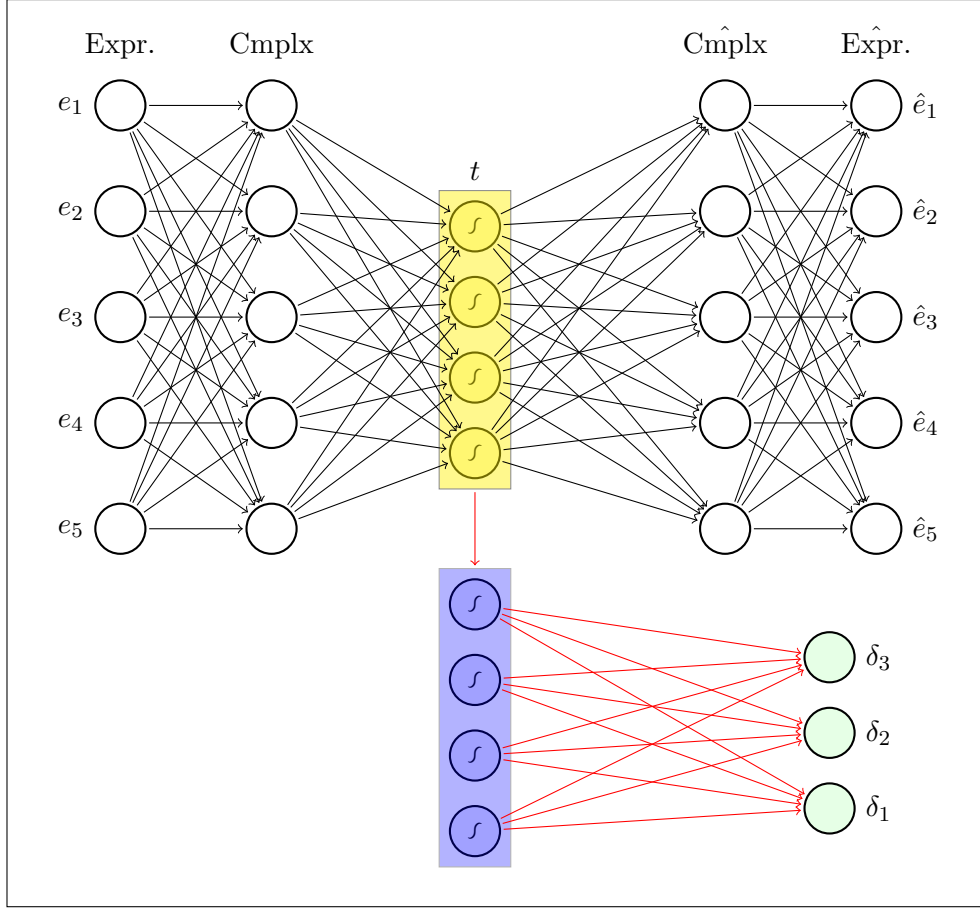 Expr. Cmplx Cm̂plx Ex̂pr.
e₁ ê₁
t
e₂ ê₂
∫
∫
e₃ ê₃
∫
e₄ ê₄
∫
e₅ ê₅
∫
δ₃
∫
δ₂
∫
δ₁
∫